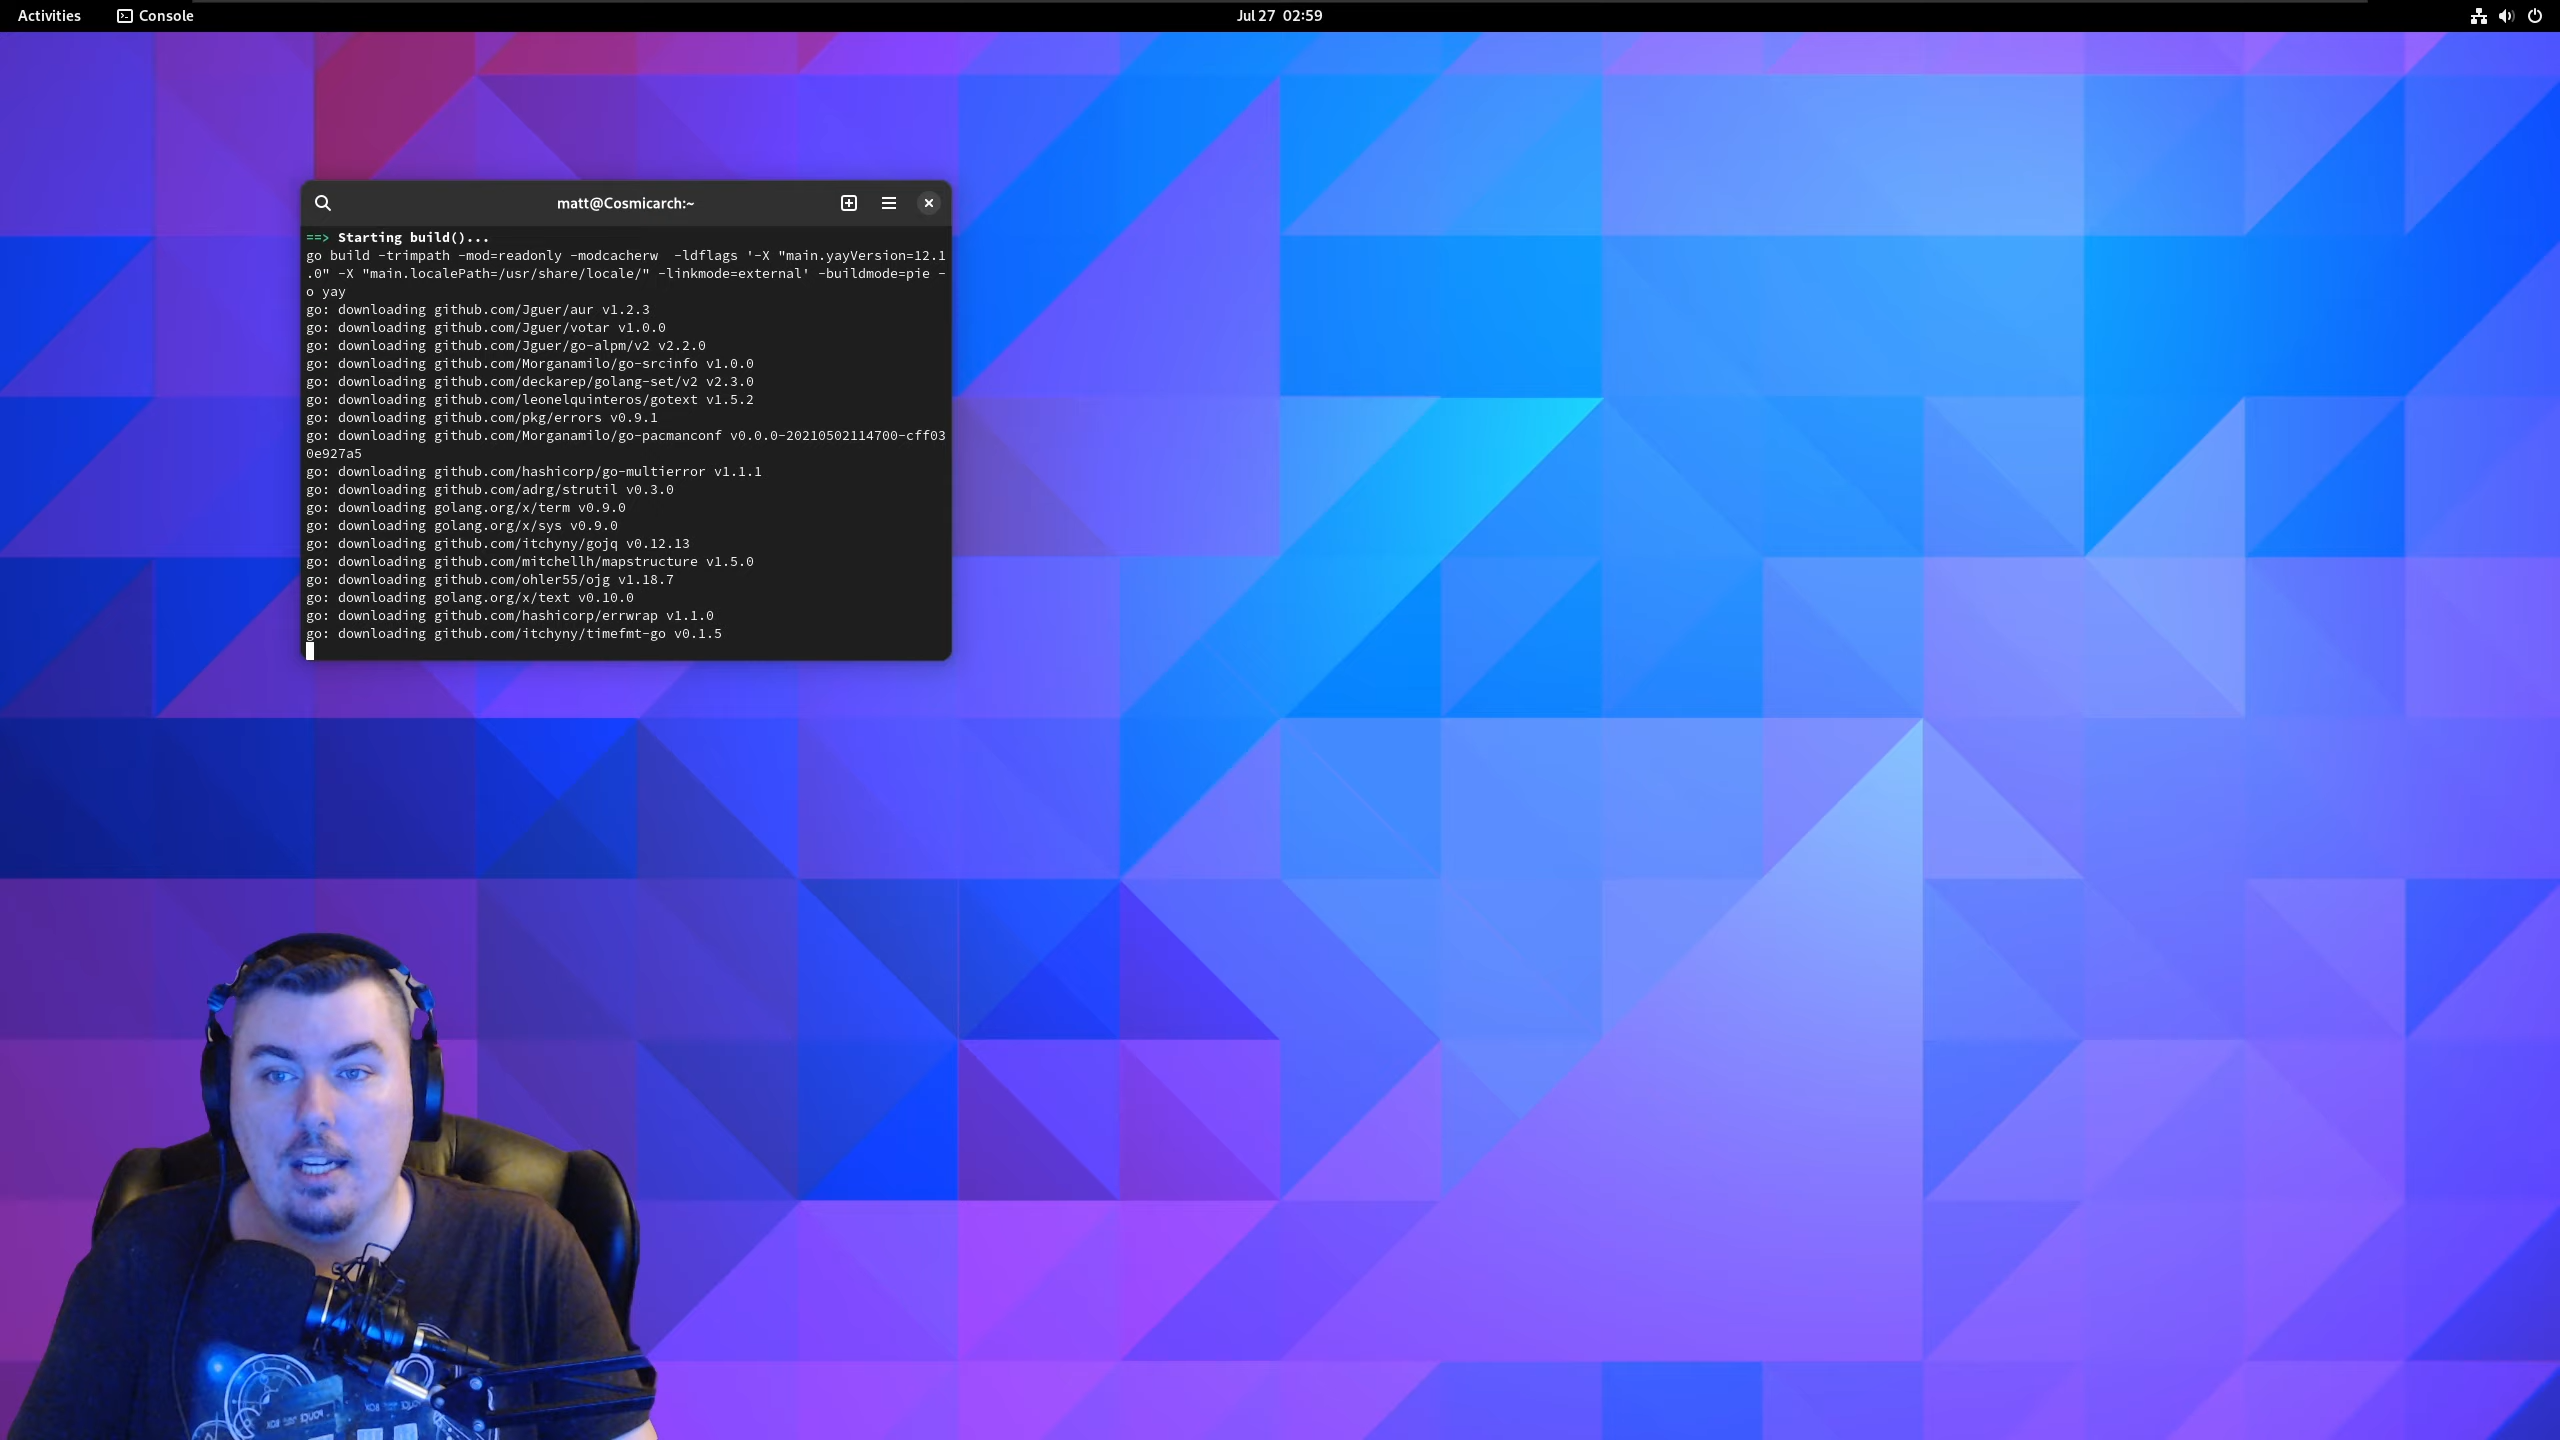 Activities Console Jul 27 02:59
matt@Cosmicarch:~
==> Starting build()...
go build -trimpath -mod=readonly -modcacherw  -ldflags '-X "main.yayVersion=12.1
.0" -X "main.localePath=/usr/share/locale/" -linkmode=external' -buildmode=pie -
o yay
go: downloading github.com/Jguer/aur v1.2.3
go: downloading github.com/Jguer/votar v1.0.0
go: downloading github.com/Jguer/go-alpm/v2 v2.2.0
go: downloading github.com/Morganamilo/go-srcinfo v1.0.0
go: downloading github.com/deckarep/golang-set/v2 v2.3.0
go: downloading github.com/leonelquinteros/gotext v1.5.2
go: downloading github.com/pkg/errors v0.9.1
go: downloading github.com/Morganamilo/go-pacmanconf v0.0.0-20210502114700-cff03
0e927a5
go: downloading github.com/hashicorp/go-multierror v1.1.1
go: downloading github.com/adrg/strutil v0.3.0
go: downloading golang.org/x/term v0.9.0
go: downloading golang.org/x/sys v0.9.0
go: downloading github.com/itchyny/gojq v0.12.13
go: downloading github.com/mitchellh/mapstructure v1.5.0
go: downloading github.com/ohler55/ojg v1.18.7
go: downloading golang.org/x/text v0.10.0
go: downloading github.com/hashicorp/errwrap v1.1.0
go: downloading github.com/itchyny/timefmt-go v0.1.5